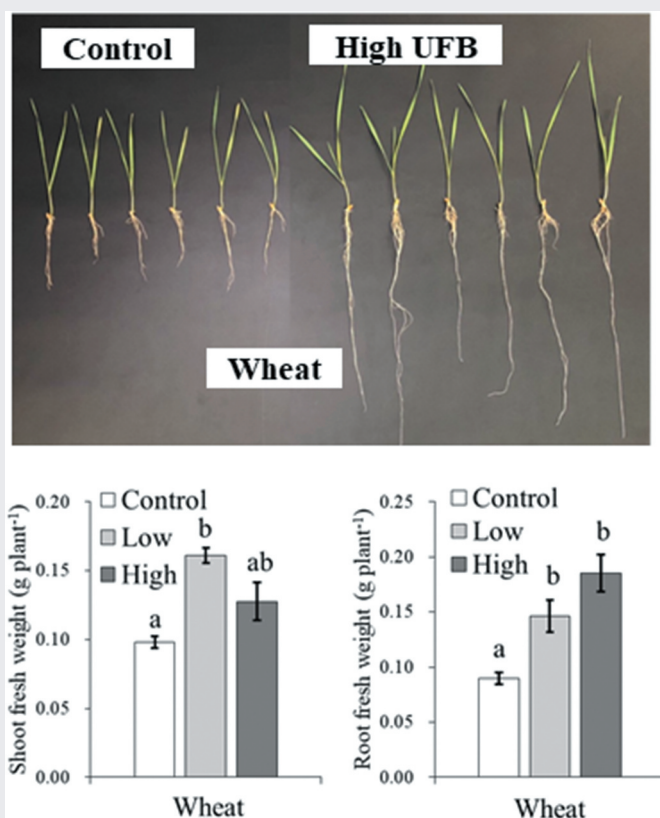 Control
High UFB
Wheat
Shoot fresh weight (g plant⁻¹)
0.20
0.15
0.10
0.05
0.00
Control
Low
High
a
b
ab
Wheat
Root fresh weight (g plant⁻¹)
0.25
0.20
0.15
0.10
0.05
0.00
Control
Low
High
a
b
b
Wheat